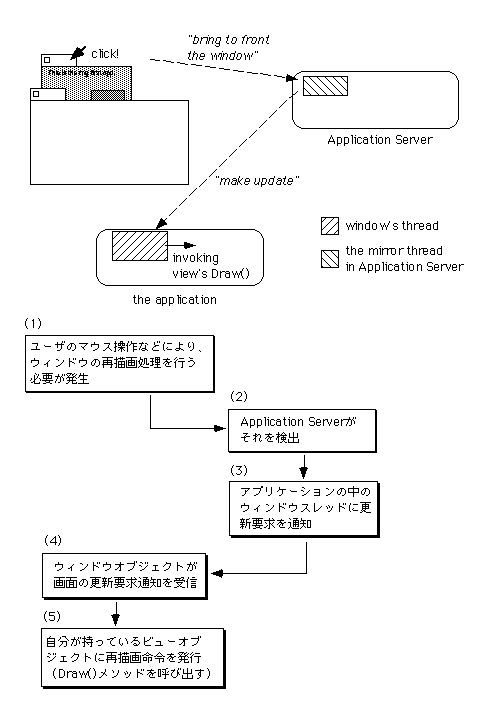 click!
"bring to front
the window"
This is the my first app.
Application Server
"make update"
window's thread
invoking
view's Draw()
the mirror thread
in Application Server
the application
(1)
ユーザのマウス操作などにより、
ウィンドウの再描画処理を行う
必要が発生
(2)
Application Serverが
それを検出
(3)
アプリケーションの中の
ウィンドウスレッドに更
新要求を通知
(4)
ウィンドウオブジェクトが
画面の更新要求通知を受信
(5)
自分が持っているビューオブ
ジェクトに再描画命令を発行
（Draw()メソッドを呼び出す）